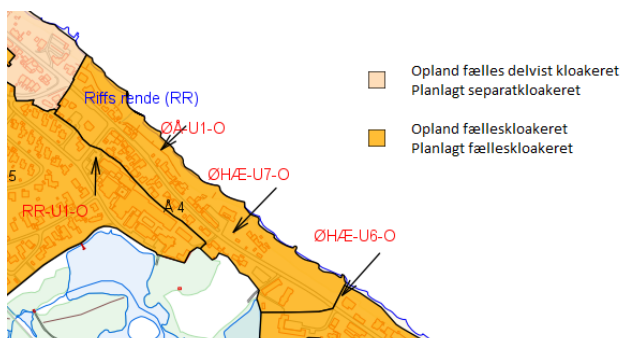 Opland fælles delvist kloakeret
Planlagt separatkloakeret
Riffs rende (RR)
ØÅ-U1-O
Opland fælleskloakeret
Planlagt fælleskloakeret
5
ØHÆ-U7-O
RR-U1-O
A 4
ØHÆ-U6-O